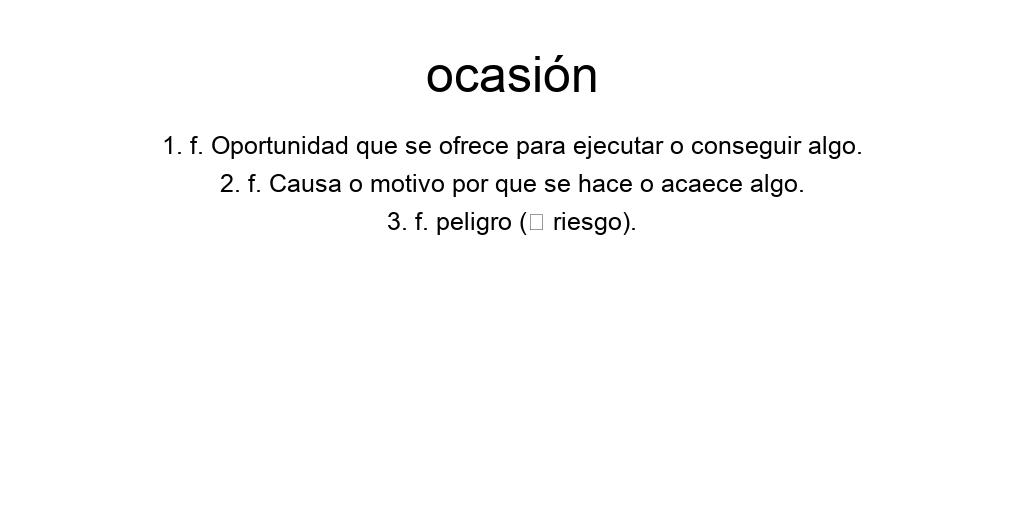 ocasión
1. f. Oportunidad que se ofrece para ejecutar o conseguir algo.
2. f. Causa o motivo por que se hace o acaece algo.
3. f. peligro (□ riesgo).